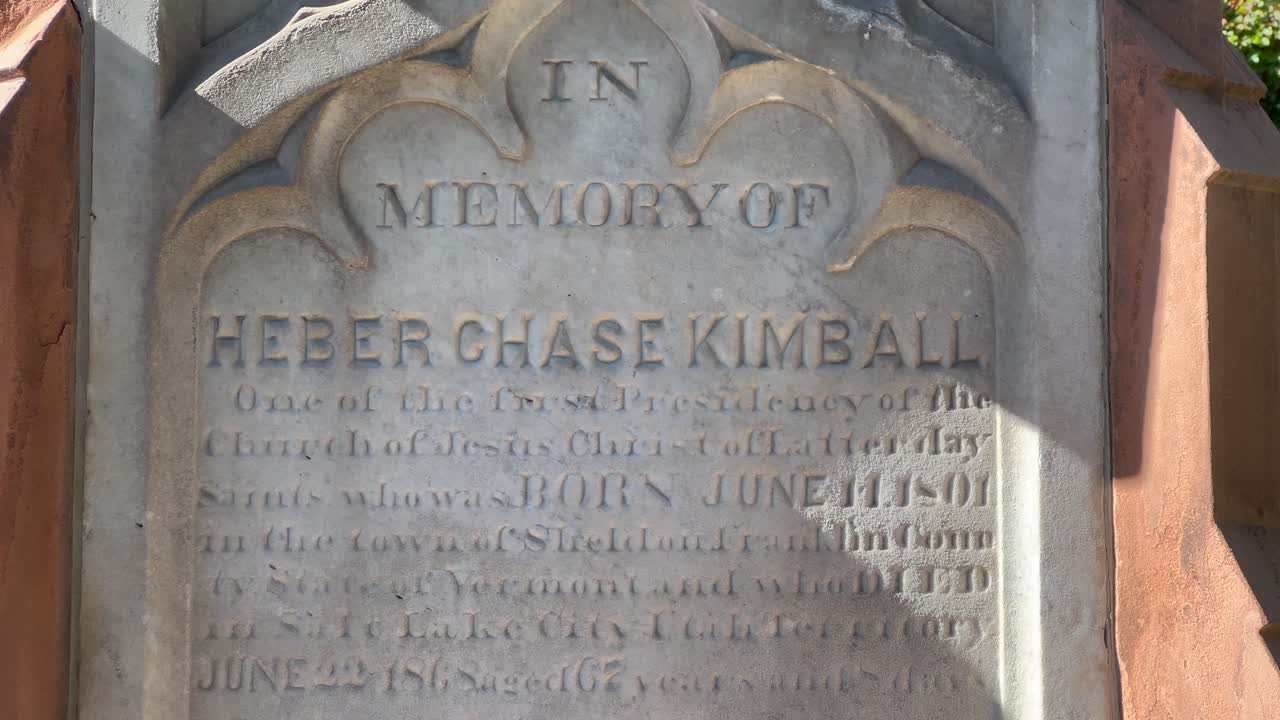 IN
MEMORY OF
HEBER CHASE KIMBALL
One of the first Presidency of the
Church of Jesus Christ of Latter day
Saints who was BORN JUNE 14.1801
in the town of Sheldon Franklin Coun
ty State of Vermont and who DIED
in Salt Lake City Utah Territory
JUNE 22 1868 aged 67 years and 8 days